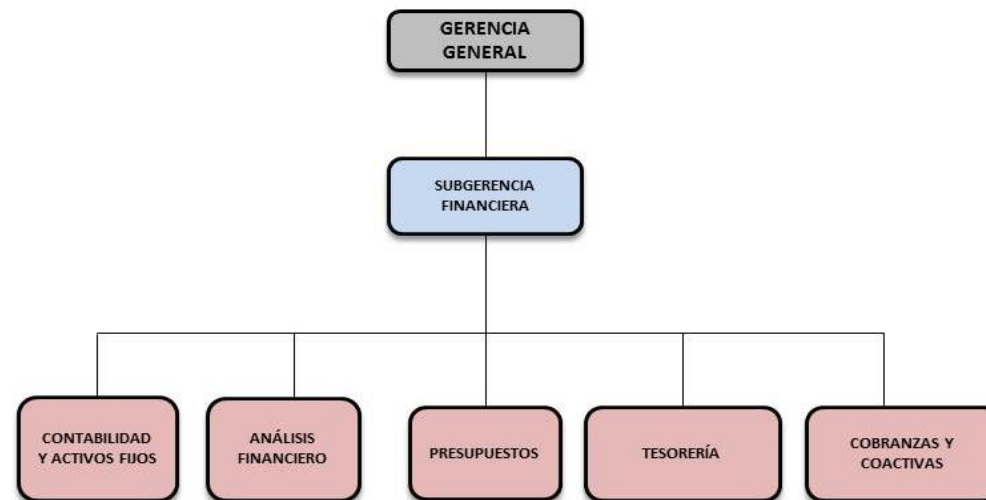 GERENCIA
GENERAL
SUBGERENCIA
FINANCIERA
CONTABILIDAD
Y ACTIVOS FIJOS
ANÁLISIS
FINANCIERO
PRESUPUESTOS
TESORERÍA
COBRANZAS Y
COACTIVAS